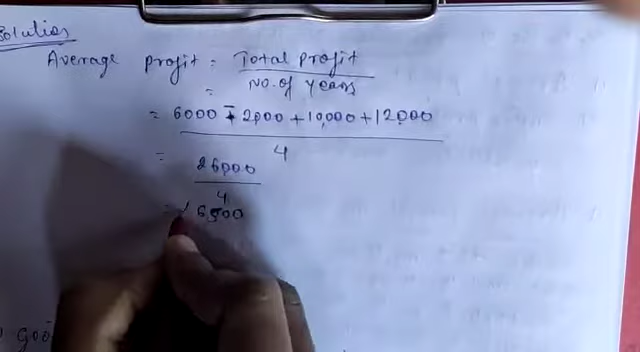 Solution
Average profit = Total profit
No. of years
=
= 6000 - 2000 + 10,000 + 12,000
4
= 26000
4
= 6500